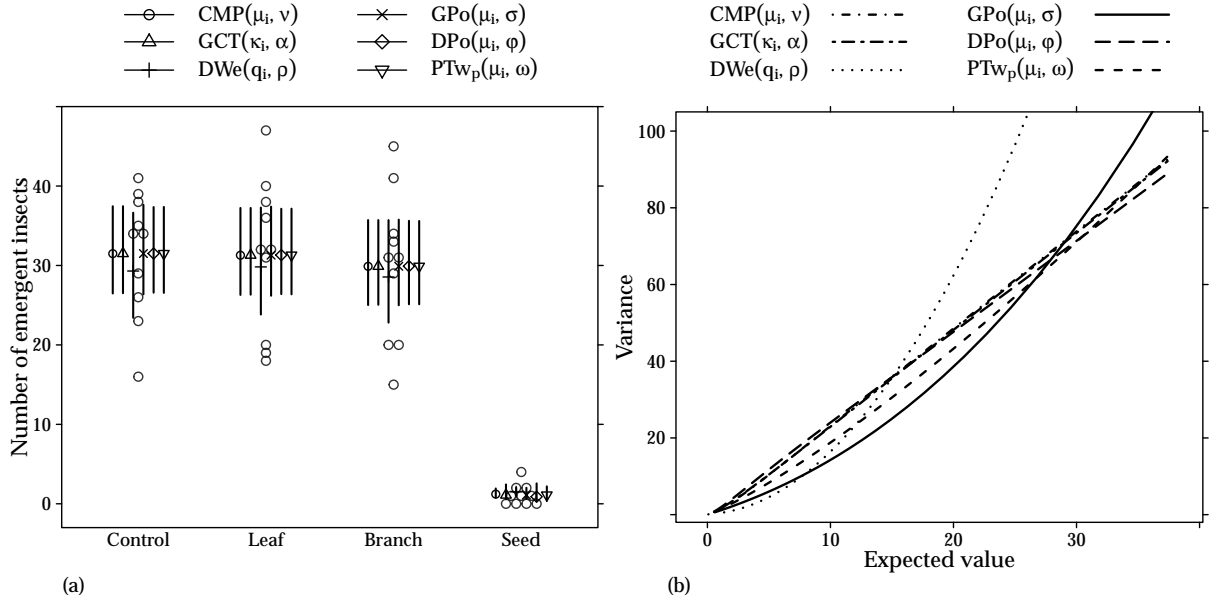 CMP(μi, ν)
GCT(κi, α)
DWe(qi, ρ)
GPo(μi, σ)
DPo(μi, φ)
PTwp(μi, ω)
Number of emergent insects
40
30
20
10
0
Control Leaf Branch Seed
(a)
CMP(μi, ν)
GCT(κi, α)
DWe(qi, ρ)
GPo(μi, σ)
DPo(μi, φ)
PTwp(μi, ω)
Variance
100
80
60
40
20
0 10 20 30
Expected value
(b)